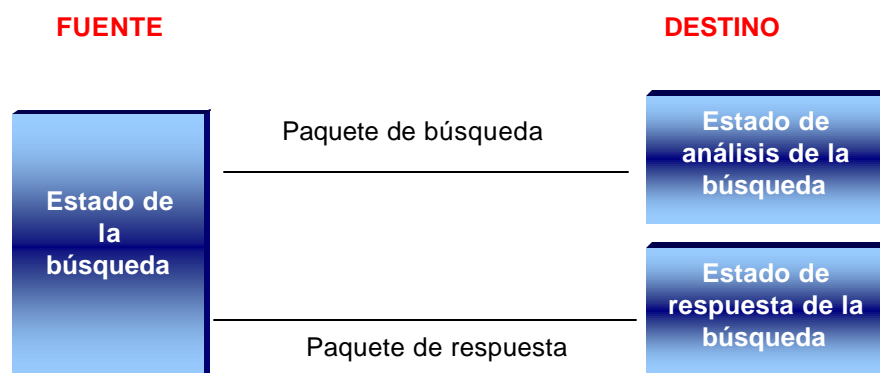 FUENTE
DESTINO
Paquete de búsqueda
Estado de
análisis de la
búsqueda
Estado de
la
búsqueda
Estado de
respuesta de la
búsqueda
Paquete de respuesta